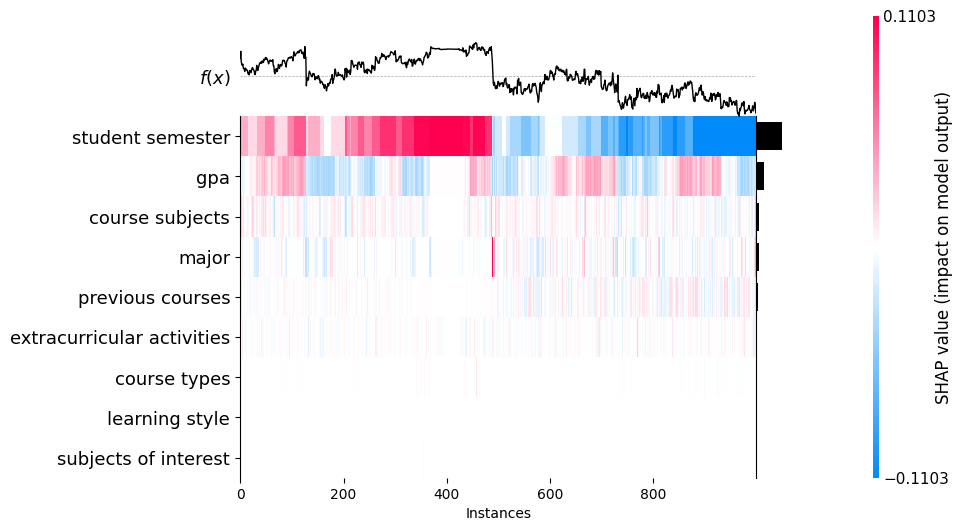 0.1103
f(x)
student semester
gpa
course subjects
major
previous courses
extracurricular activities
course types
learning style
subjects of interest
0 200 400 600 800
Instances
SHAP value (impact on model output)
−0.1103